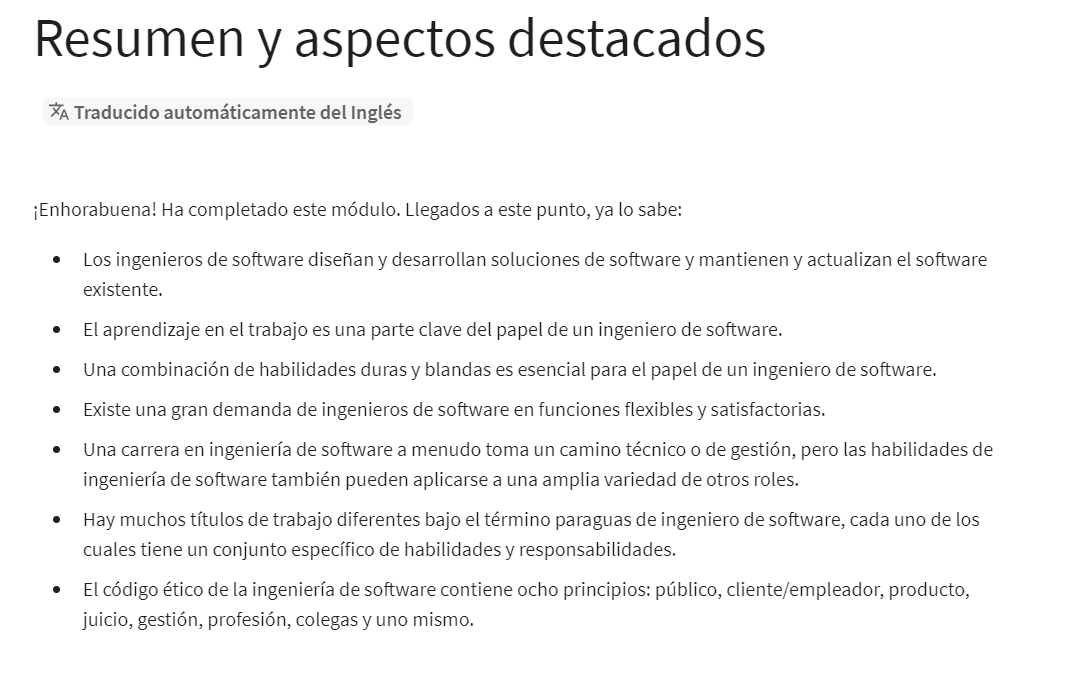 Resumen y aspectos destacados
Traducido automáticamente del Inglés
¡Enhorabuena! Ha completado este módulo. Llegados a este punto, ya lo sabe:
• Los ingenieros de software diseñan y desarrollan soluciones de software y mantienen y actualizan el software
existente.
• El aprendizaje en el trabajo es una parte clave del papel de un ingeniero de software.
• Una combinación de habilidades duras y blandas es esencial para el papel de un ingeniero de software.
• Existe una gran demanda de ingenieros de software en funciones flexibles y satisfactorias.
• Una carrera en ingeniería de software a menudo toma un camino técnico o de gestión, pero las habilidades de
ingeniería de software también pueden aplicarse a una amplia variedad de otros roles.
• Hay muchos títulos de trabajo diferentes bajo el término paraguas de ingeniero de software, cada uno de los
cuales tiene un conjunto específico de habilidades y responsabilidades.
• El código ético de la ingeniería de software contiene ocho principios: público, cliente/empleador, producto,
juicio, gestión, profesión, colegas y uno mismo.